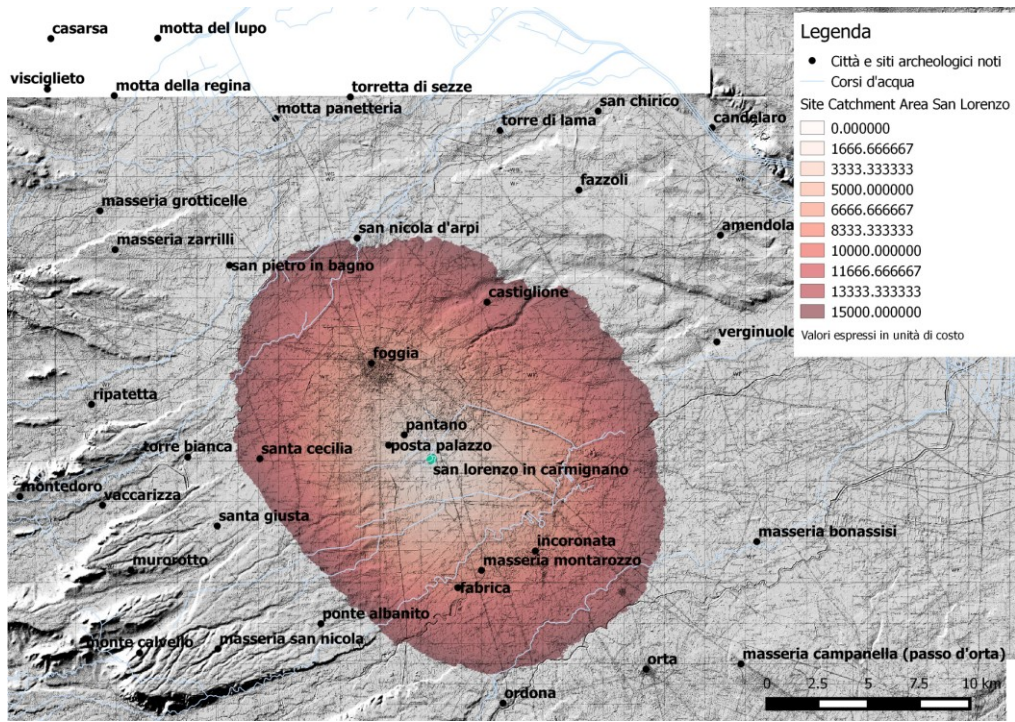 casarsa
motta del lupo
visciglieto
motta della regina
torretta di sezze
motta panetteria
san chirico
torre di lama
candelaro
fazzoli
masseria grotticelle
masseria zarrilli
san nicola d'arpi
amendola
san pietro in bagno
castiglione
verginuolo
foggia
ripatetta
pantano
posta palazzo
torre bianca
santa cecilia
san lorenzo in carmignano
montedoro
vaccarizza
santa giusta
masseria bonassisi
incoronata
murorotto
masseria montarozzo
fabrica
ponte albanito
monte calvello
masseria san nicola
orta
masseria campanella (passo d'orta)
ordona
Legenda
Città e siti archeologici noti
Corsi d'acqua
Site Catchment Area San Lorenzo
0.000000
1666.666667
3333.333333
5000.000000
6666.666667
8333.333333
10000.000000
11666.666667
13333.333333
15000.000000
Valori espressi in unità di costo
0 2.5 5 7.5 10 km